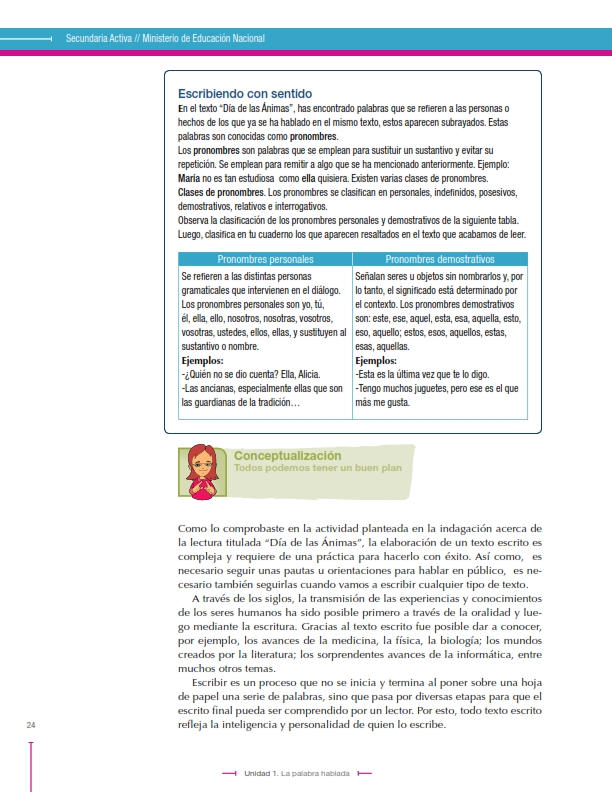 Secundaria Activa // Ministerio de Educación Nacional
Escribiendo con sentido
En el texto “Día de las Ánimas”, has encontrado palabras que se refieren a las personas o
hechos de los que ya se ha hablado en el mismo texto, estos aparecen subrayados. Estas
palabras son conocidas como pronombres.
Los pronombres son palabras que se emplean para sustituir un sustantivo y evitar su
repetición. Se emplean para remitir a algo que se ha mencionado anteriormente. Ejemplo:
María no es tan estudiosa como ella quisiera. Existen varias clases de pronombres.
Clases de pronombres. Los pronombres se clasifican en personales, indefinidos, posesivos,
demostrativos, relativos e interrogativos.
Observa la clasificación de los pronombres personales y demostrativos de la siguiente tabla.
Luego, clasifica en tu cuaderno los que aparecen resaltados en el texto que acabamos de leer.
Pronombres personales
Se refieren a las distintas personas
gramaticales que intervienen en el diálogo.
Los pronombres personales son yo, tú,
él, ella, ello, nosotros, nosotras, vosotros,
vosotras, ustedes, ellos, ellas, y sustituyen al
sustantivo o nombre.
Ejemplos:
-¿Quién no se dio cuenta? Ella, Alicia.
-Las ancianas, especialmente ellas que son
las guardianas de la tradición…
Pronombres demostrativos
Señalan seres u objetos sin nombrarlos y, por
lo tanto, el significado está determinado por
el contexto. Los pronombres demostrativos
son: este, ese, aquel, esta, esa, aquella, esto,
eso, aquello; estos, esos, aquellos, estas,
esas, aquellas.
Ejemplos:
-Esta es la última vez que te lo digo.
-Tengo muchos juguetes, pero ese es el que
más me gusta.
Conceptualización
Todos podemos tener un buen plan
Como lo comprobaste en la actividad planteada en la indagación acerca de
la lectura titulada “Día de las Ánimas”, la elaboración de un texto escrito es
compleja y requiere de una práctica para hacerlo con éxito. Así como, es
necesario seguir unas pautas u orientaciones para hablar en público, es ne-
cesario también seguirlas cuando vamos a escribir cualquier tipo de texto.
A través de los siglos, la transmisión de las experiencias y conocimientos
de los seres humanos ha sido posible primero a través de la oralidad y lue-
go mediante la escritura. Gracias al texto escrito fue posible dar a conocer,
por ejemplo, los avances de la medicina, la física, la biología; los mundos
creados por la literatura; los sorprendentes avances de la informática, entre
muchos otros temas.
Escribir es un proceso que no se inicia y termina al poner sobre una hoja
de papel una serie de palabras, sino que pasa por diversas etapas para que el
escrito final pueda ser comprendido por un lector. Por esto, todo texto escrito
refleja la inteligencia y personalidad de quien lo escribe.
24
Unidad 1. La palabra hablada